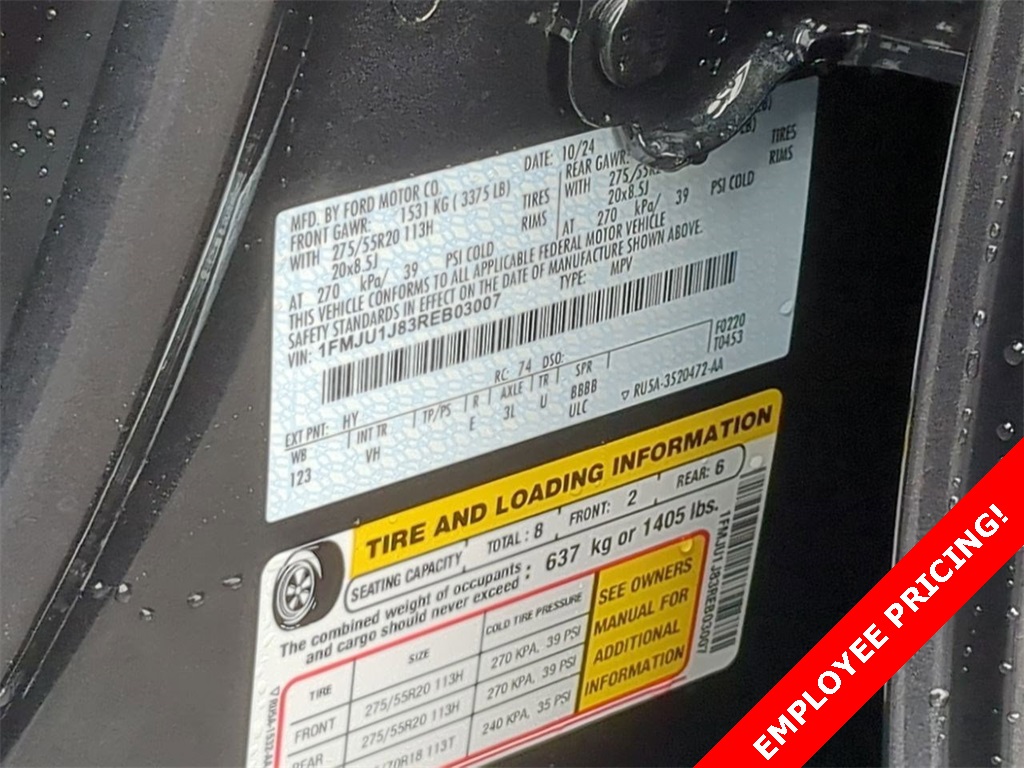 MFD. BY FORD MOTOR CO.
DATE: 10/24
FRONT GAWR:
1531 KG ( 3375 LB)
REAR GAWR:
WITH 275/55R20 113H TIRES
20x8.5J RIMS
AT 270 kPa/ 39 PSI COLD
WITH TIRES
20x8.5J RIMS
AT 270 kPa/ 39 PSI COLD
THIS VEHICLE CONFORMS TO ALL APPLICABLE FEDERAL MOTOR VEHICLE
SAFETY STANDARDS IN EFFECT ON THE DATE OF MANUFACTURE SHOWN ABOVE.
VIN: 1FMJU1J83REB03007
TYPE: MPV
EXT PNT: HY RC: 74 DSO:
WB INT TR TP/PS R AXLE TR SPR
123 VH E 3L U BBBB
ULC
F0220
T0453
▽ RU5A-3520472-AA
TIRE AND LOADING INFORMATION
SEATING CAPACITY TOTAL : 8 FRONT: 2 REAR: 6
The combined weight of occupants
and cargo should never exceed : 637 kg or 1405 lbs.
TIRE SIZE COLD TIRE PRESSURE
FRONT 275/55R20 113H 270 KPA, 39 PSI
REAR 275/55R20 113H 270 KPA, 39 PSI
240 KPA, 35 PSI
SEE OWNERS
MANUAL FOR
ADDITIONAL
INFORMATION
1FMJU1J83REB03007
EMPLOYEE PRICING!